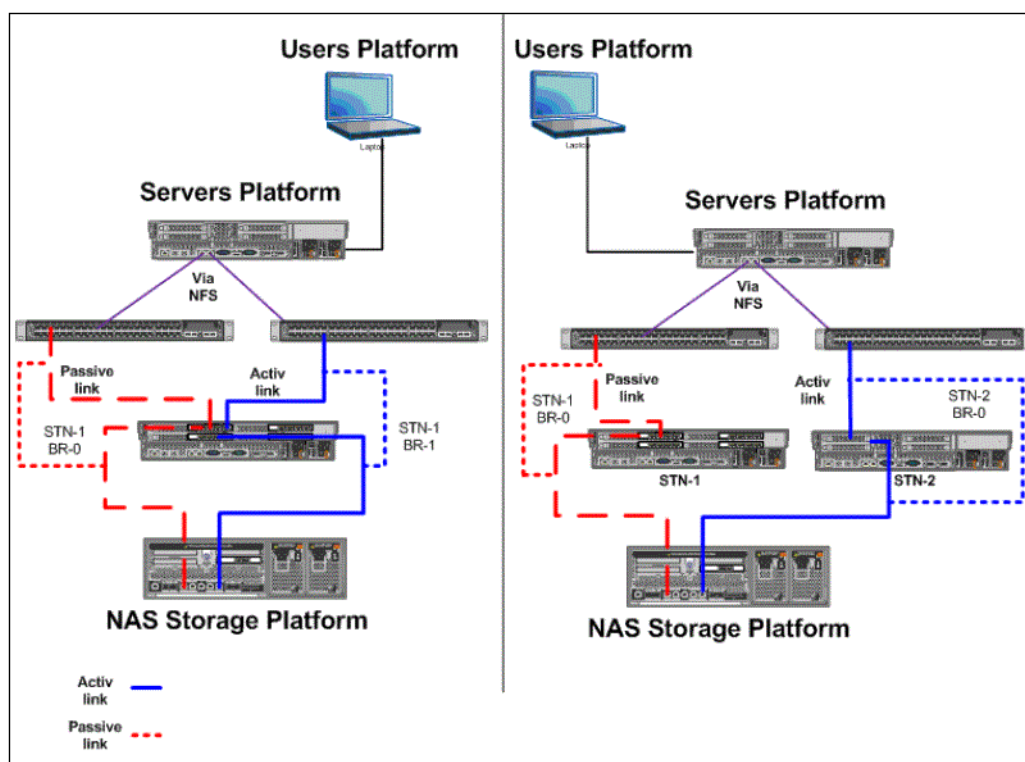 Users Platform
Laptop
Servers Platform
Via
NFS
Passive
link
Activ
link
STN-1
BR-0
STN-1
BR-1
NAS Storage Platform
Activ
link
Passive
link
Users Platform
Laptop
Servers Platform
Via
NFS
Passive
link
Activ
link
STN-1
BR-0
STN-2
BR-0
STN-1
STN-2
NAS Storage Platform